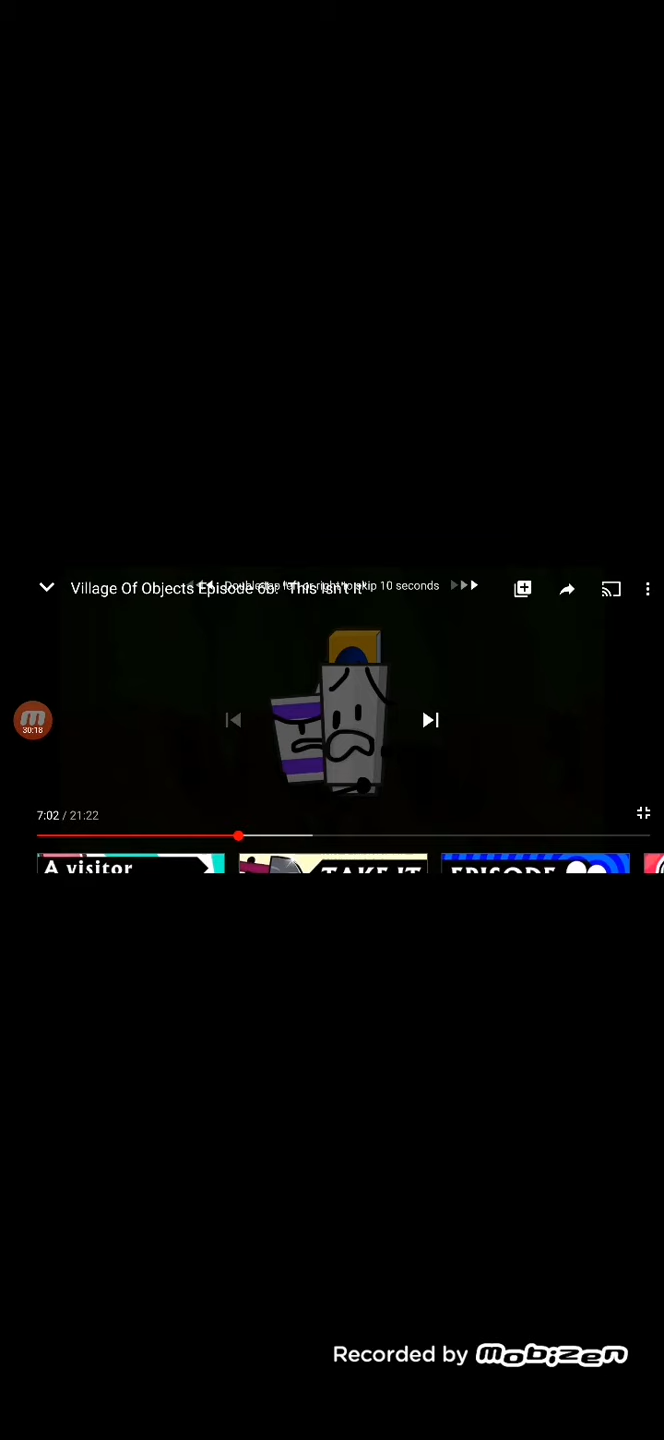 Village Of Objects Episode 6b: "This Isn't It"
Double-tap left or right to skip 10 seconds
30:18
7:02 / 21:22
A visitor
TAKE IT
EPISODE
Recorded by mobizen